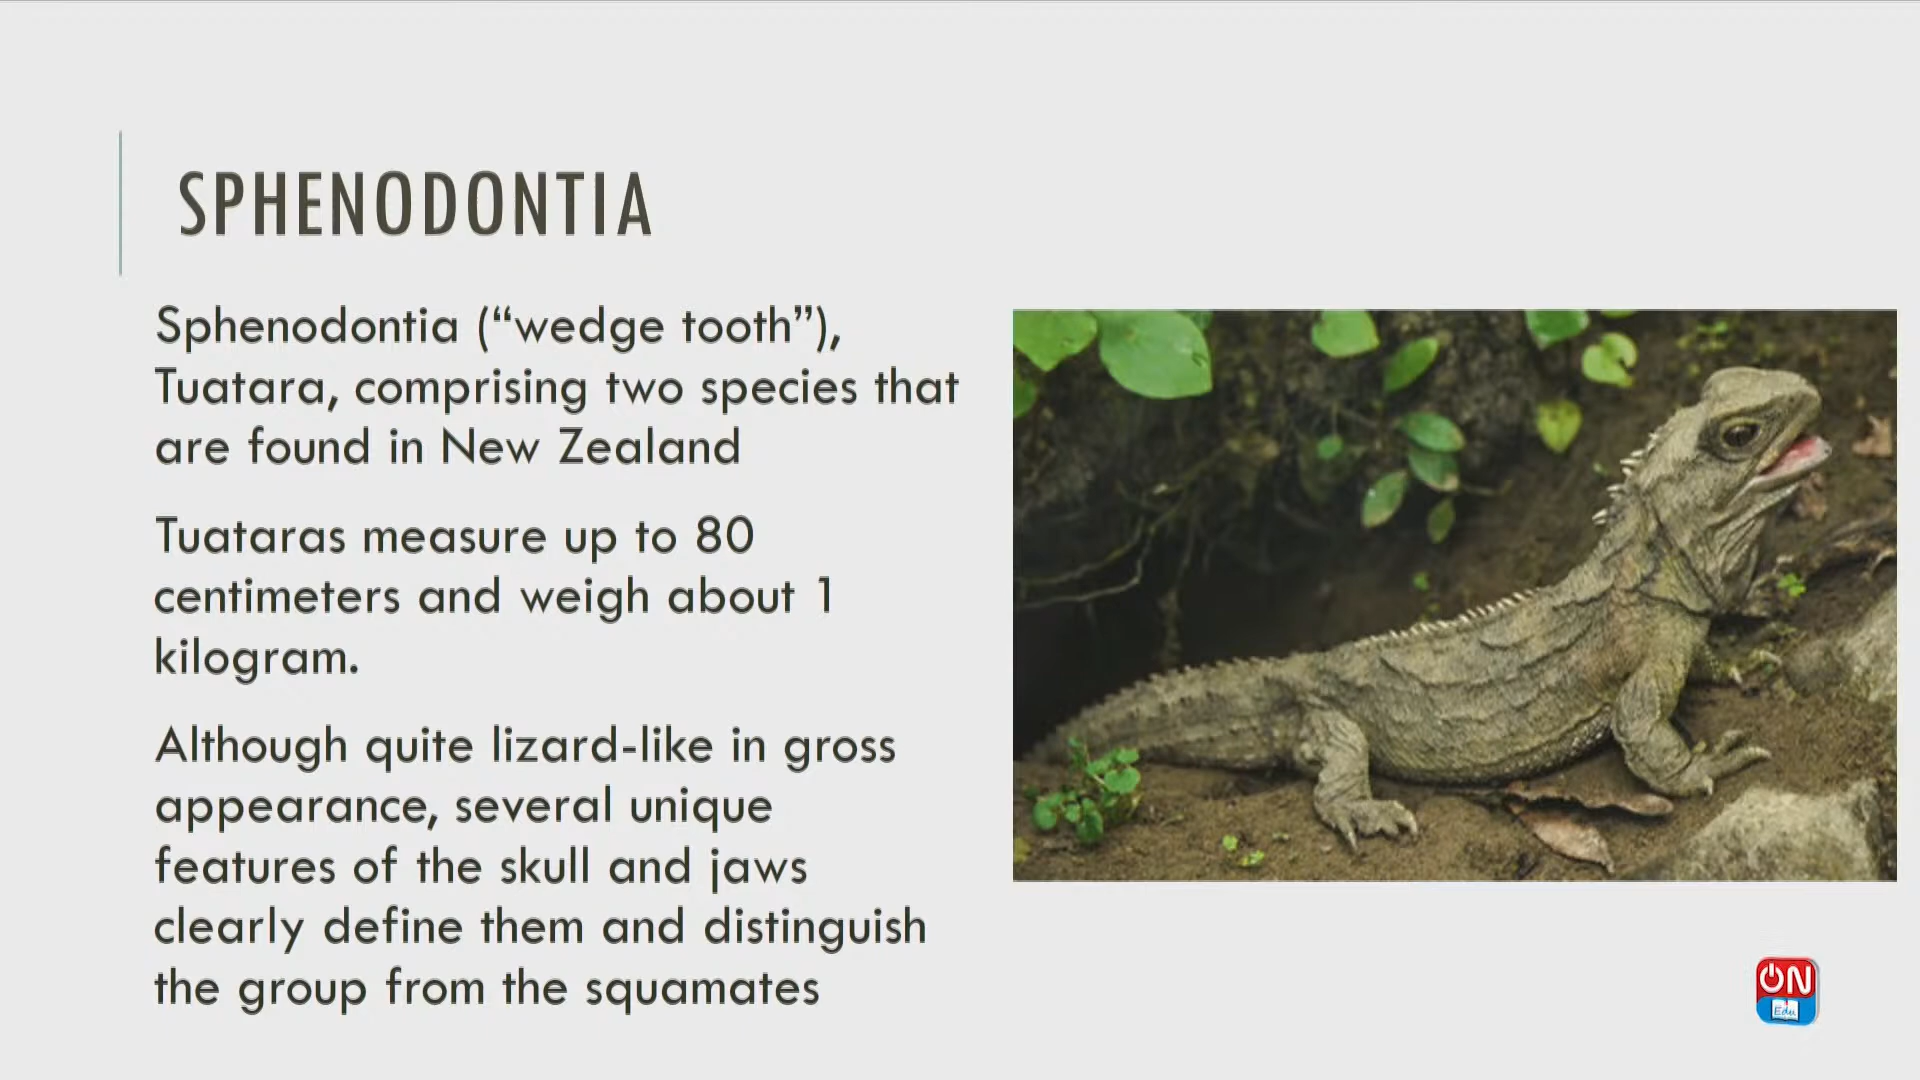 SPHENODONTIA
Sphenodontia (“wedge tooth”),
Tuatara, comprising two species that
are found in New Zealand
Tuataras measure up to 80
centimeters and weigh about 1
kilogram.
Although quite lizard-like in gross
appearance, several unique
features of the skull and jaws
clearly define them and distinguish
the group from the squamates
ON
Edu